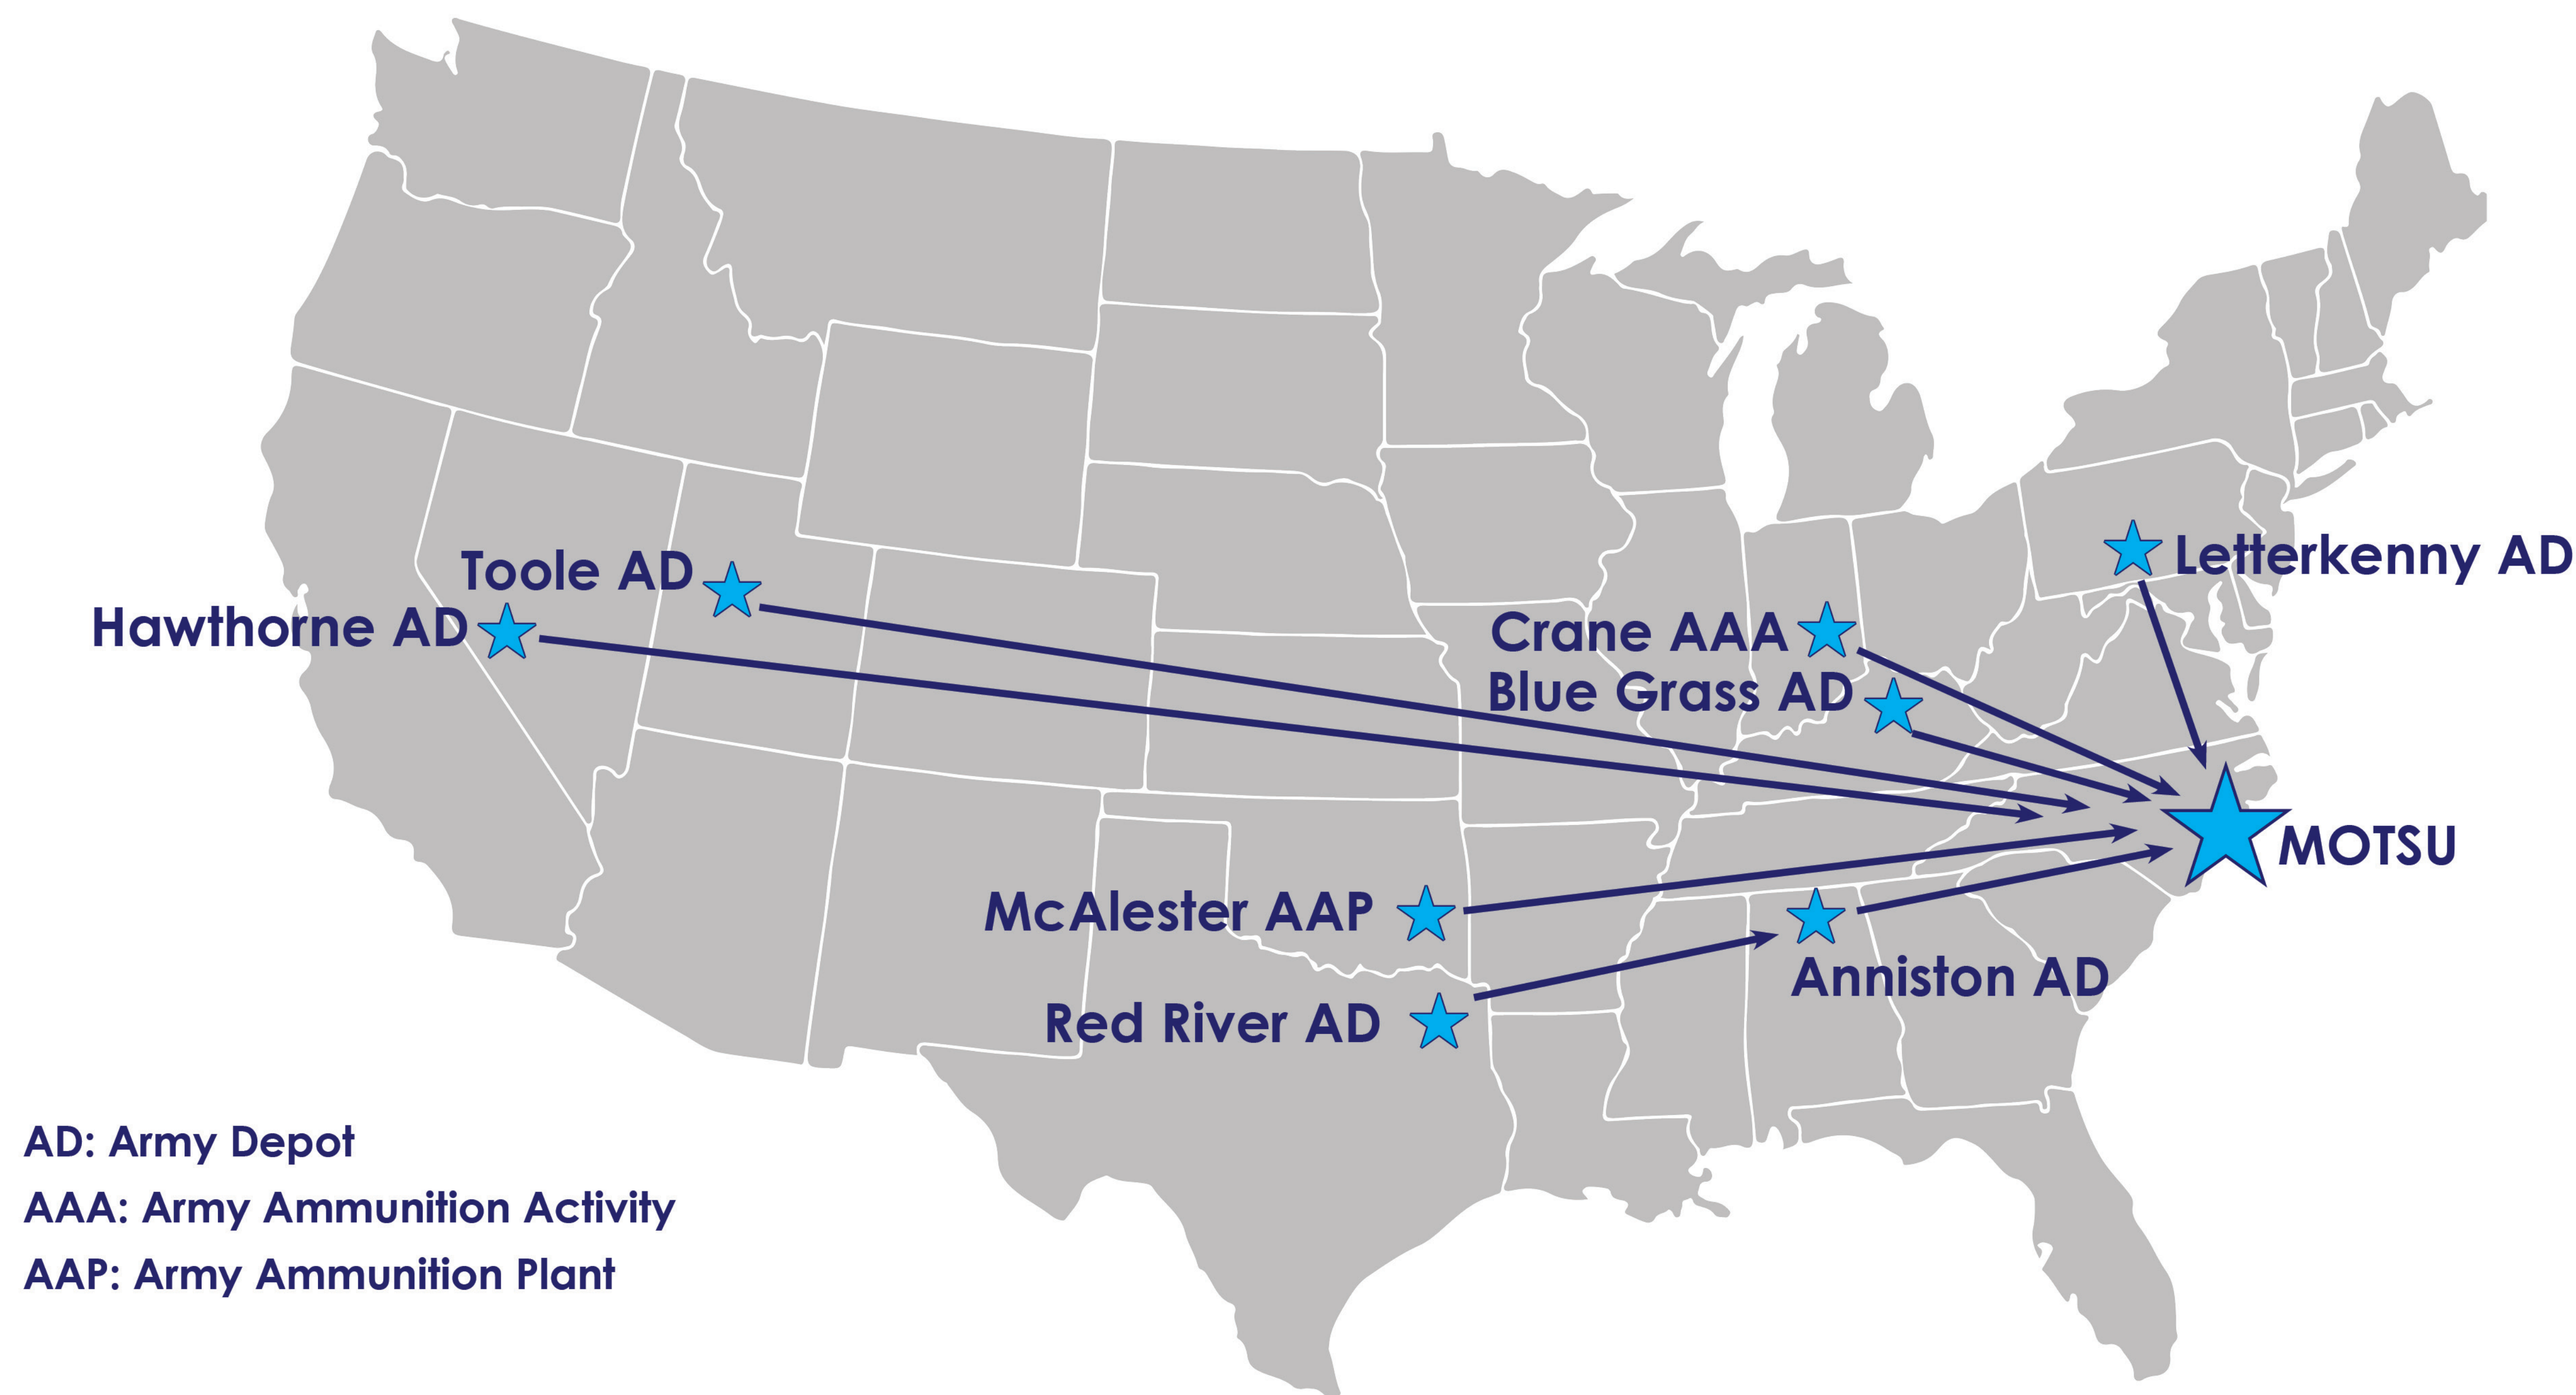 Toole AD
Hawthorne AD
Letterkenny AD
Crane AAA
Blue Grass AD
MOTSU
McAlester AAP
Anniston AD
Red River AD
AD: Army Depot
AAA: Army Ammunition Activity
AAP: Army Ammunition Plant